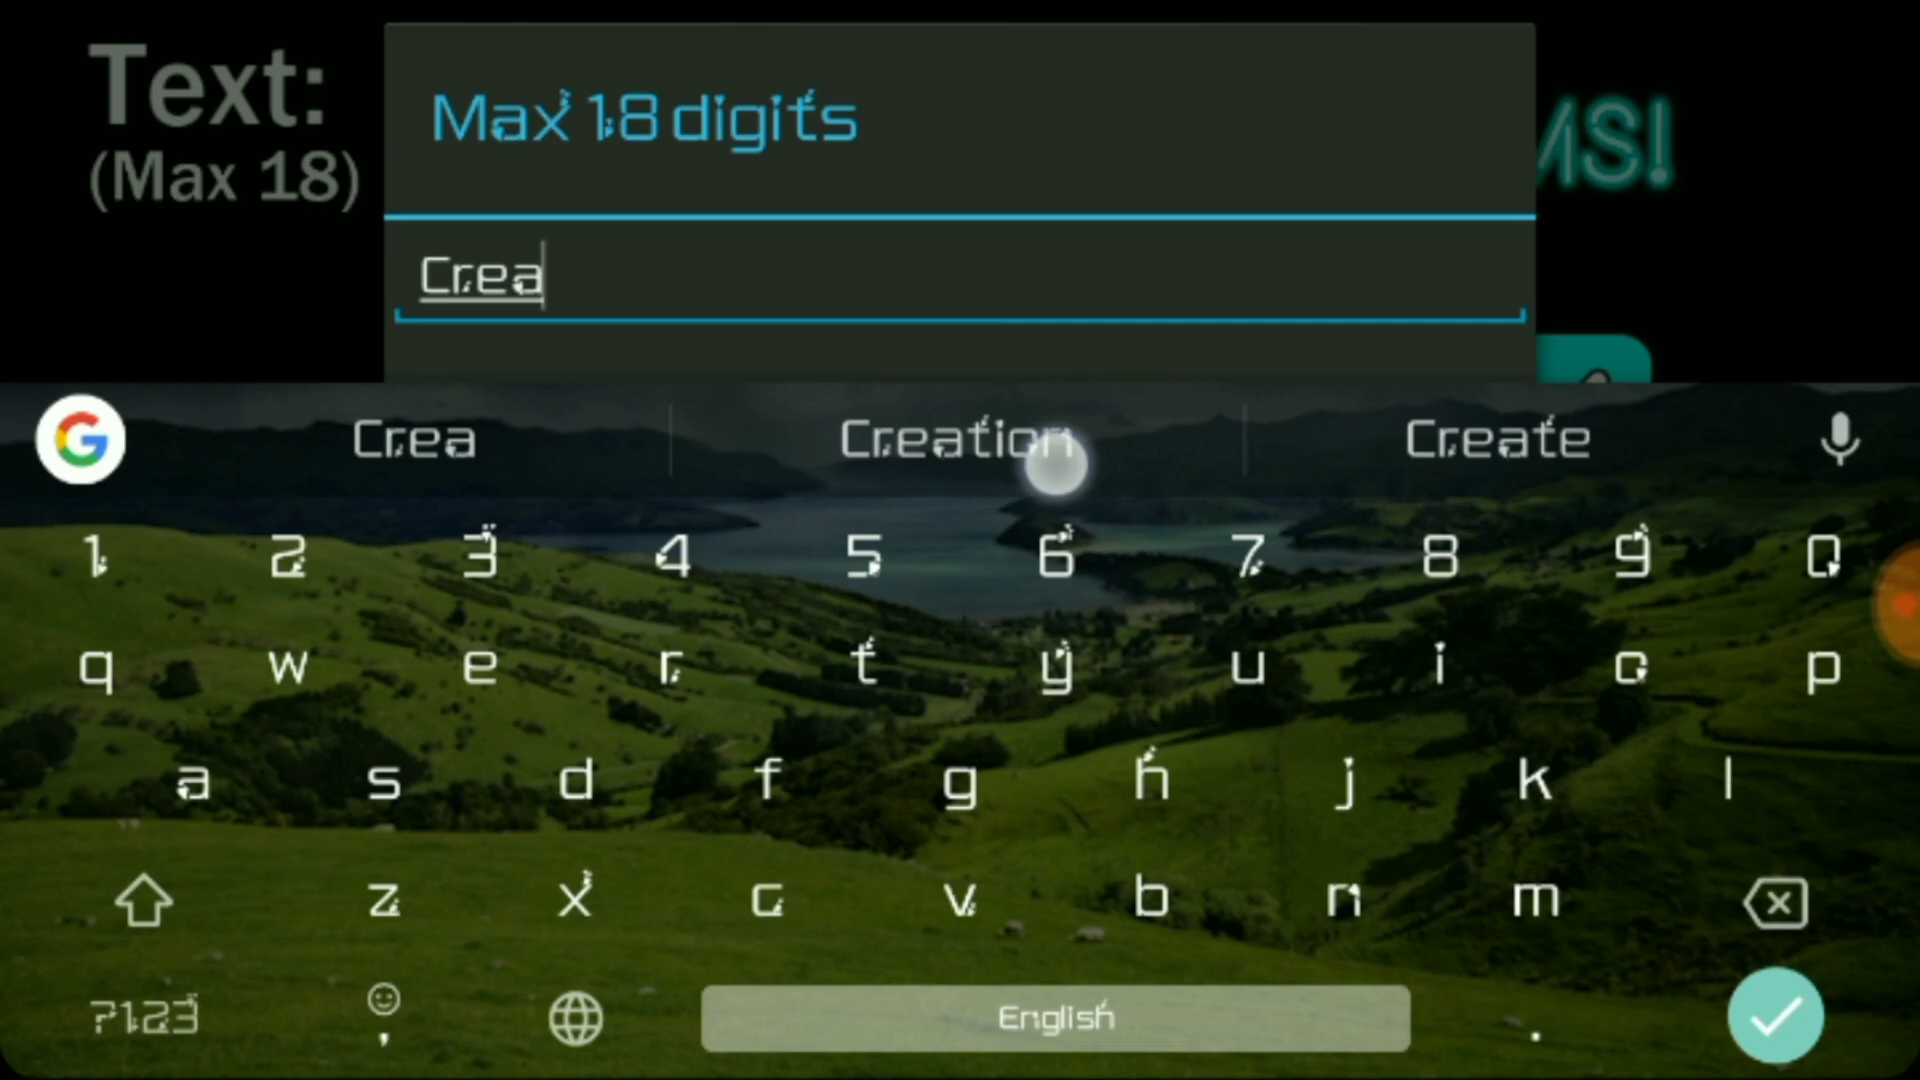 Text:
(Max 18)
Max 18 digits
MS!
Crea
Crea Creation Create
1 2 3 4 5 6 7 8 9 0
q w e r t y u i o p
a s d f g h j k l
z x c v b n m
?123 , English .